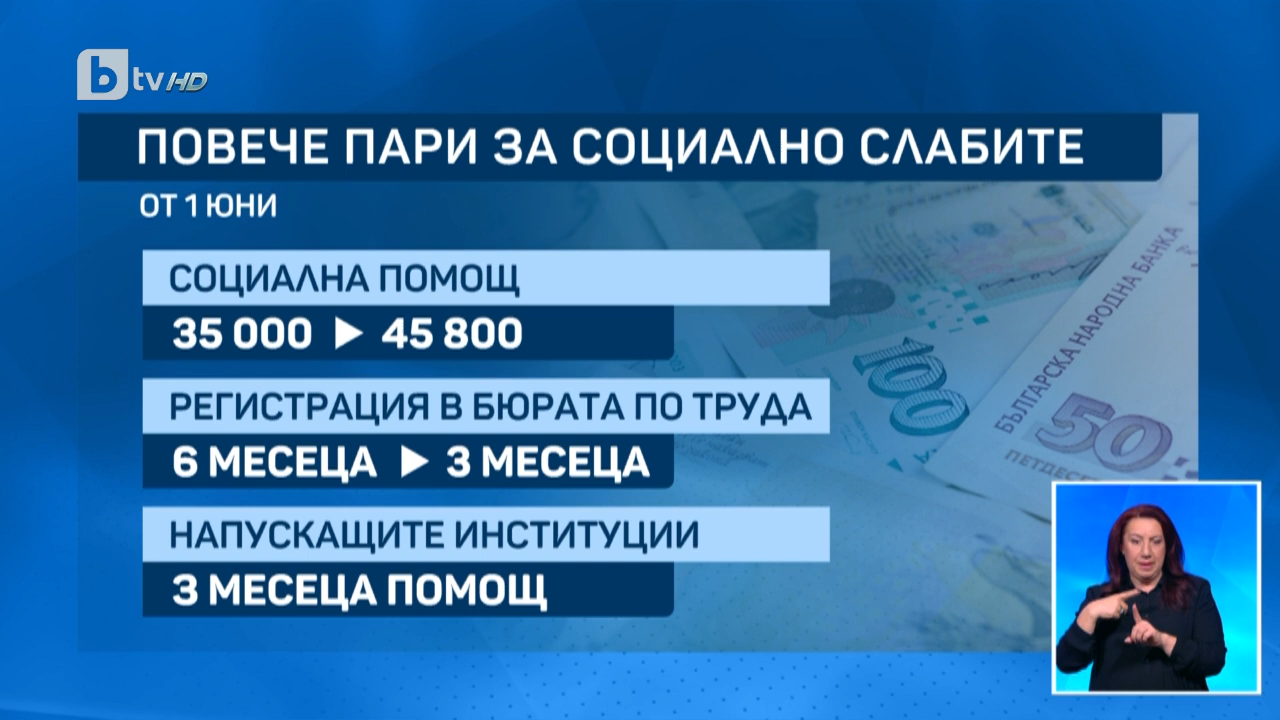 btv HD
ПОВЕЧЕ ПАРИ ЗА СОЦИАЛНО СЛАБИТЕ
ОТ 1 ЮНИ
СОЦИАЛНА ПОМОЩ
35 000 ▶ 45 800
РЕГИСТРАЦИЯ В БЮРАТА ПО ТРУДА
6 МЕСЕЦА ▶ 3 МЕСЕЦА
НАПУСКАЩИТЕ ИНСТИТУЦИИ
3 МЕСЕЦА ПОМОЩ
100
БЪЛГАРСКА НАРОДНА БАНКА
50